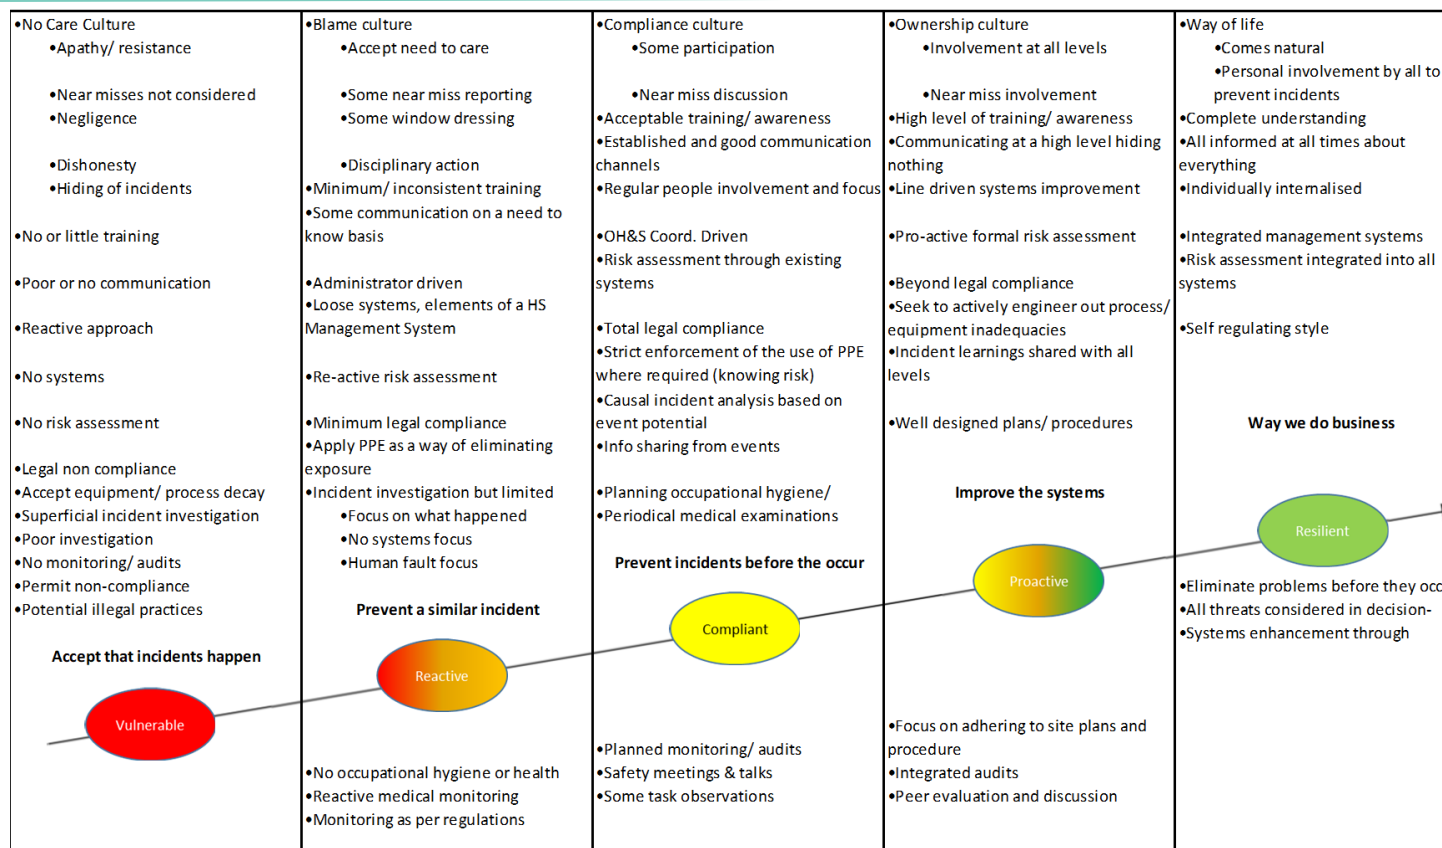 •No Care Culture
•Apathy/ resistance
•Near misses not considered
•Negligence
•Dishonesty
•Hiding of incidents
•No or little training
•Poor or no communication
•Reactive approach
•No systems
•No risk assessment
•Legal non compliance
•Accept equipment/ process decay
•Superficial incident investigation
•Poor investigation
•No monitoring/ audits
•Permit non-compliance
•Potential illegal practices
Accept that incidents happen
Vulnerable
•Blame culture
•Accept need to care
•Some near miss reporting
•Some window dressing
•Disciplinary action
•Minimum/ inconsistent training
•Some communication on a need to
know basis
•Administrator driven
•Loose systems, elements of a HS
Management System
•Re-active risk assessment
•Minimum legal compliance
•Apply PPE as a way of eliminating
exposure
•Incident investigation but limited
•Focus on what happened
•No systems focus
•Human fault focus
Prevent a similar incident
Reactive
•No occupational hygiene or health
•Reactive medical monitoring
•Monitoring as per regulations
•Compliance culture
•Some participation
•Near miss discussion
•Acceptable training/ awareness
•Established and good communication
channels
•Regular people involvement and focus
•OH&S Coord. Driven
•Risk assessment through existing
systems
•Total legal compliance
•Strict enforcement of the use of PPE
where required (knowing risk)
•Causal incident analysis based on
event potential
•Info sharing from events
•Planning occupational hygiene/
•Periodical medical examinations
Prevent incidents before the occur
Compliant
•Planned monitoring/ audits
•Safety meetings & talks
•Some task observations
•Ownership culture
•Involvement at all levels
•Near miss involvement
•High level of training/ awareness
•Communicating at a high level hiding
nothing
•Line driven systems improvement
•Pro-active formal risk assessment
•Beyond legal compliance
•Seek to actively engineer out process/
equipment inadequacies
•Incident learnings shared with all
levels
•Well designed plans/ procedures
Improve the systems
Proactive
•Focus on adhering to site plans and
procedure
•Integrated audits
•Peer evaluation and discussion
•Way of life
•Comes natural
•Personal involvement by all to
prevent incidents
•Complete understanding
•All informed at all times about
everything
•Individually internalised
•Integrated management systems
•Risk assessment integrated into all
systems
•Self regulating style
Way we do business
Resilient
•Eliminate problems before they occ
•All threats considered in decision-
•Systems enhancement through